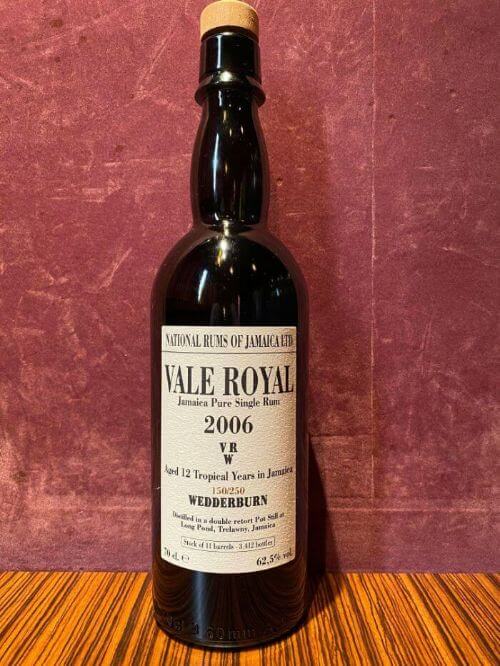 NATIONAL RUMS OF JAMAICA LTD
VALE ROYAL
Jamaica Pure Single Rum
2006
VR
W
Aged 12 Tropical Years in Jamaica
150/250
WEDDERBURN
Distilled in a double retort Pot Still at
Long Pond, Trelawny, Jamaica
Stock of 11 barrels - 3.412 bottles
70 cL ℮ 62,5% vol.